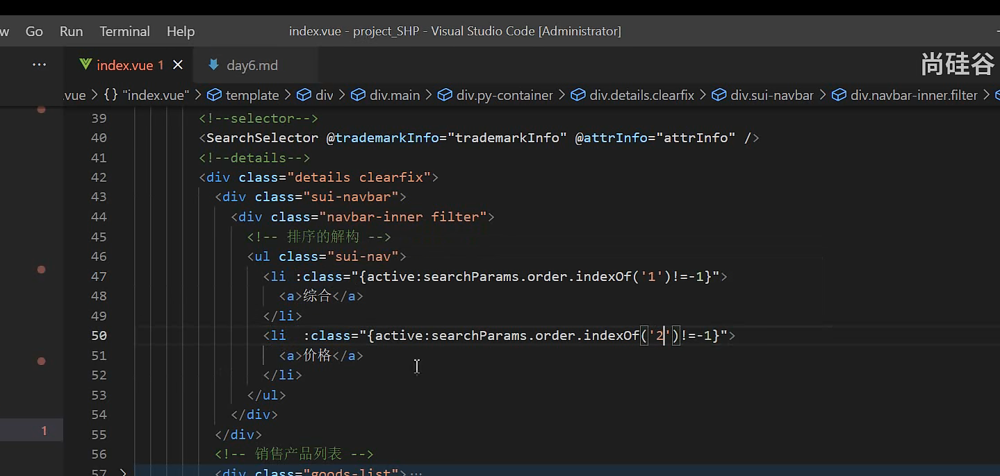 w Go Run Terminal Help index.vue - project_SHP - Visual Studio Code [Administrator]
··· index.vue 1 × day6.md 尚硅谷
.vue > {} "index.vue" > template > div > div.main > div.py-container > div.details.clearfix > div.sui-navbar > div.navbar-inner.filter >
39 <!--selector-->
40 <SearchSelector @trademarkInfo="trademarkInfo" @attrInfo="attrInfo" />
41 <!--details-->
42 <div class="details clearfix">
43 <div class="sui-navbar">
44 <div class="navbar-inner filter">
45 <!-- 排序的解构 -->
46 <ul class="sui-nav">
47 <li :class="{active:searchParams.order.indexOf('1')!=-1}">
48 <a>综合</a>
49 </li>
50 <li  :class="{active:searchParams.order.indexOf('2')!=-1}">
51 <a>价格</a>
52 </li>
53 </ul>
54 </div>
1 55 </div>
56 <!-- 销售产品列表 -->
57 > <div class="goods-list">···